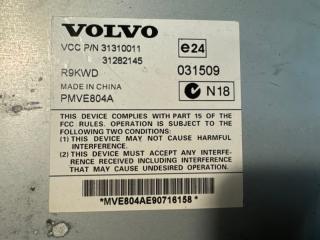 VOLVO
VCC P/N 31310011
31282145
e24
R9KWD
031509
MADE IN CHINA
PMVE804A
N18
THIS DEVICE COMPLIES WITH PART 15 OF THE
FCC RULES. OPERATION IS SUBJECT TO THE
FOLLOWING TWO CONDITIONS:
(1) THIS DEVICE MAY NOT CAUSE HARMFUL
INTERFERENCE, AND
(2) THIS DEVICE MUST ACCEPT ANY INTERFERENCE
RECEIVED INCLUDING INTERFERENCE
THAT MAY CAUSE UNDESIRED OPERATION.
*MVE804AE90716158*